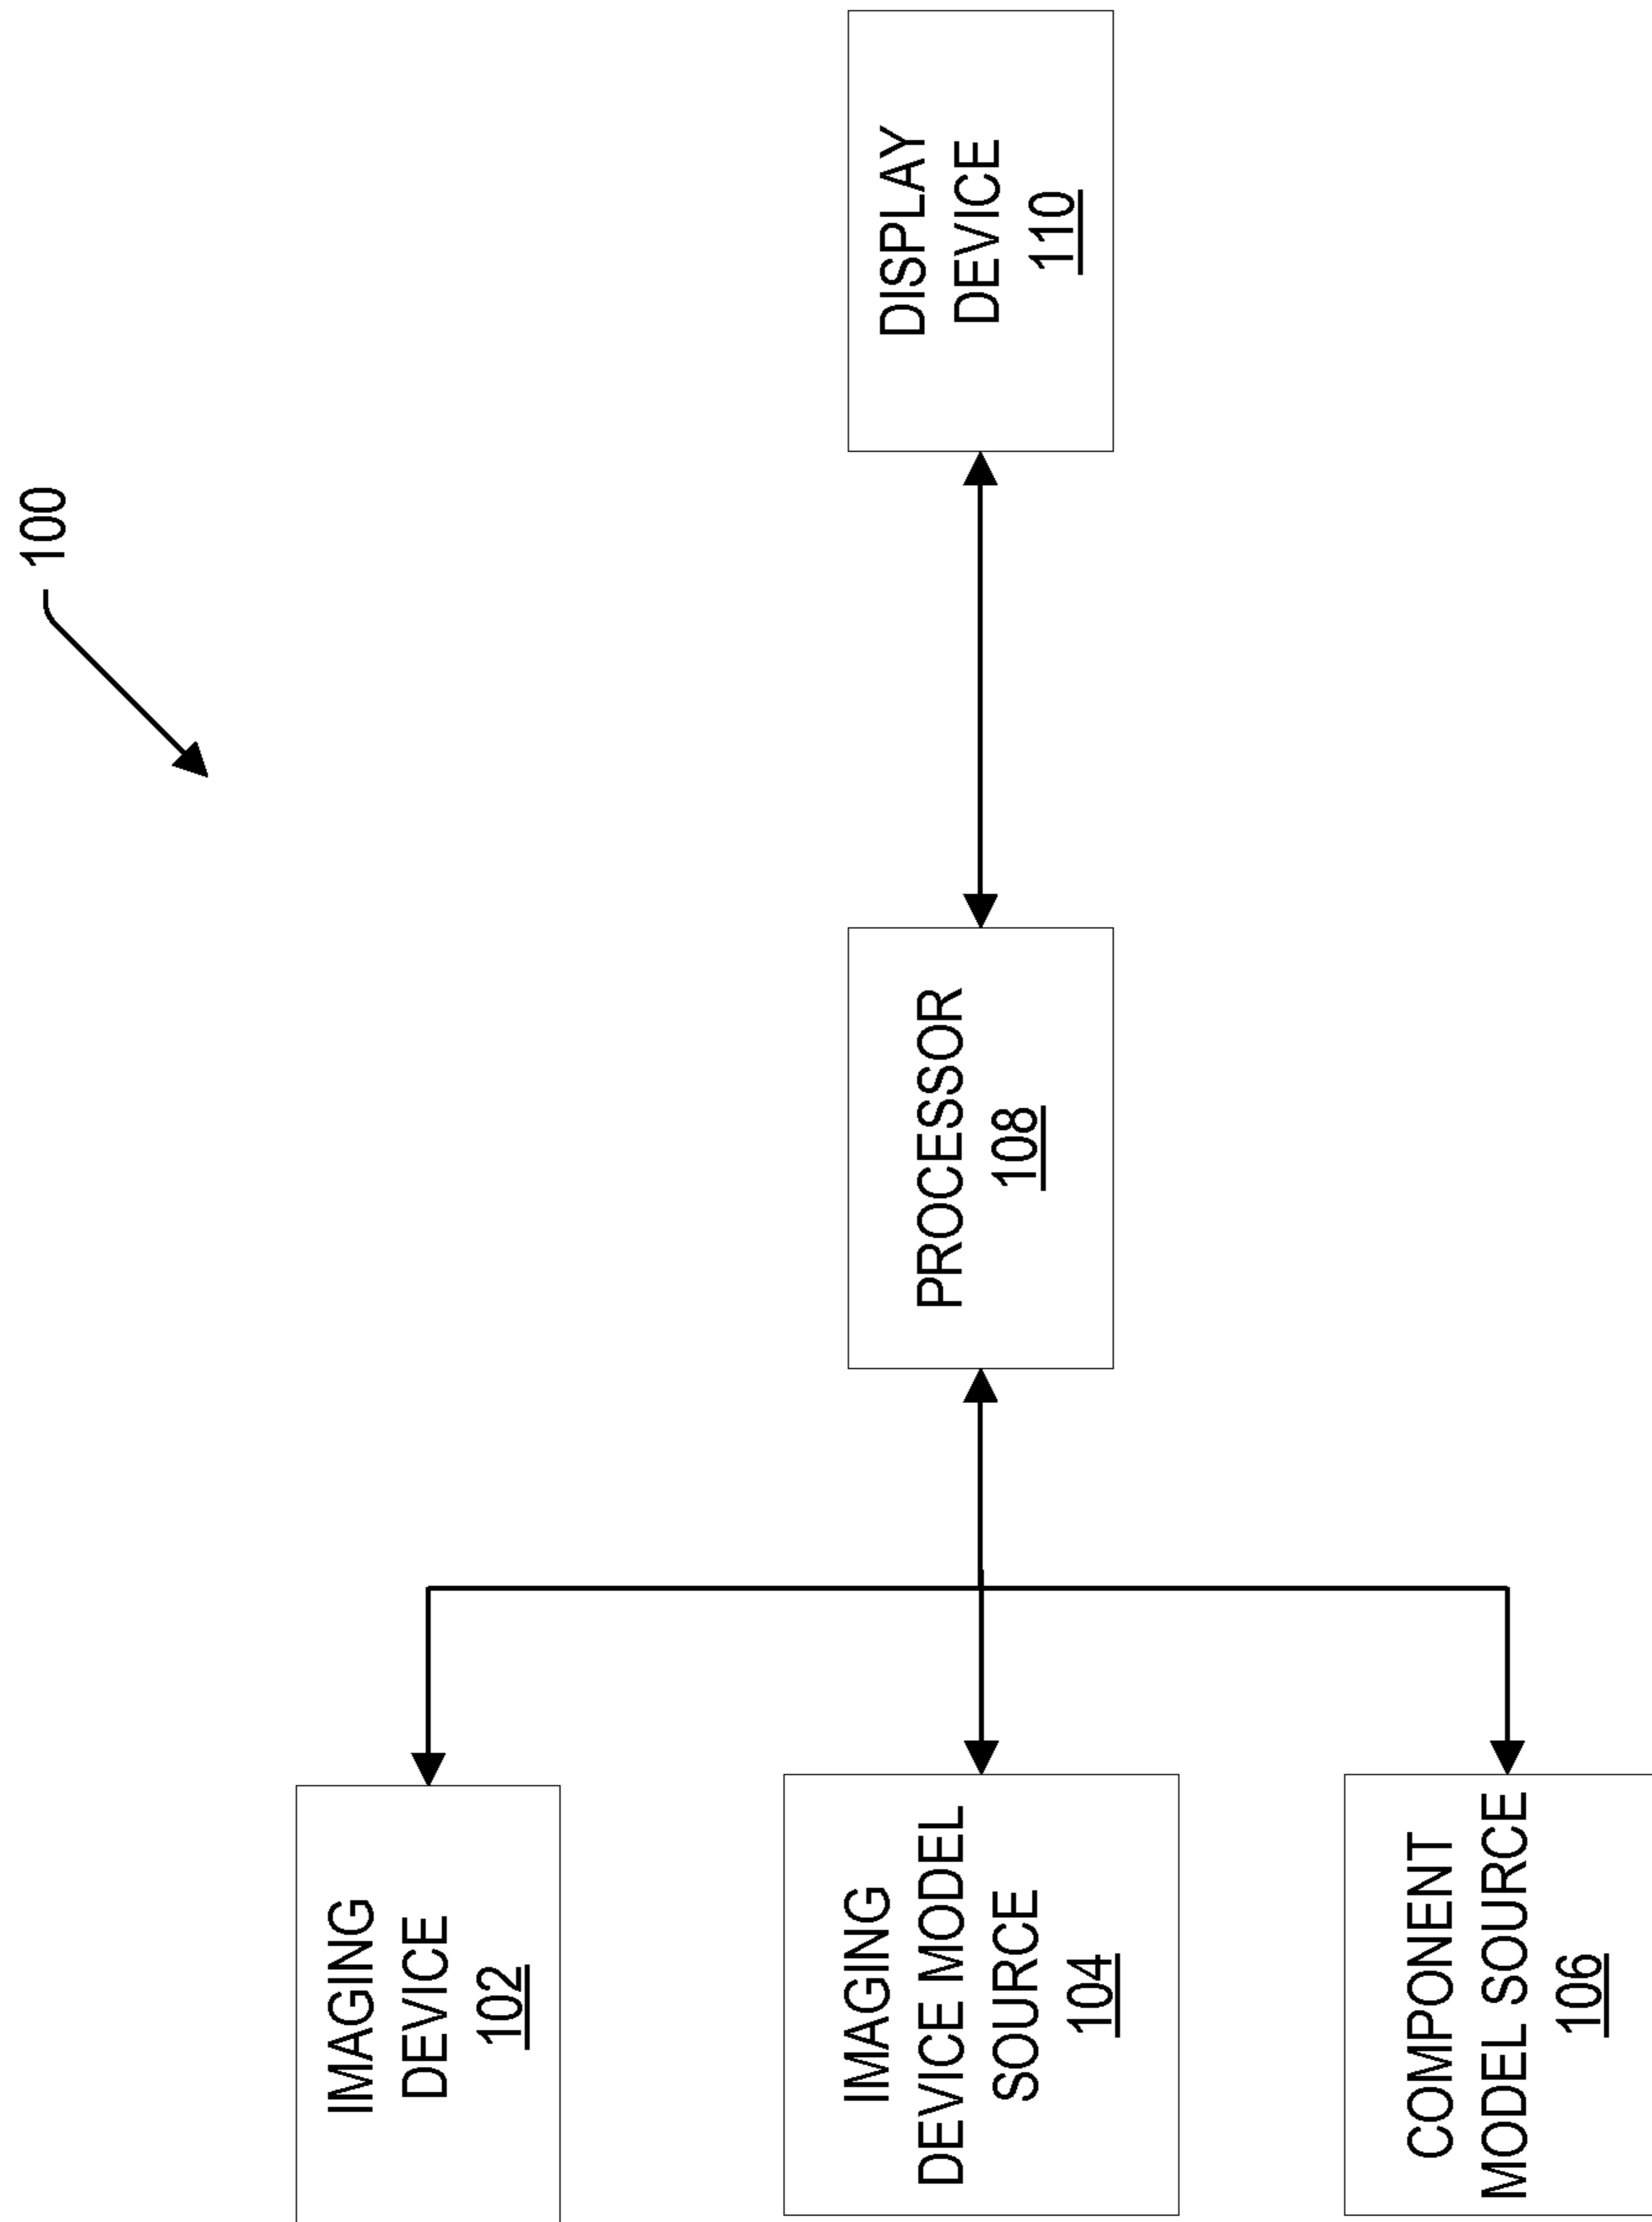 100
IMAGING
DEVICE
102
IMAGING
DEVICE MODEL
SOURCE
104
COMPONENT
MODEL SOURCE
106
PROCESSOR
108
DISPLAY
DEVICE
110